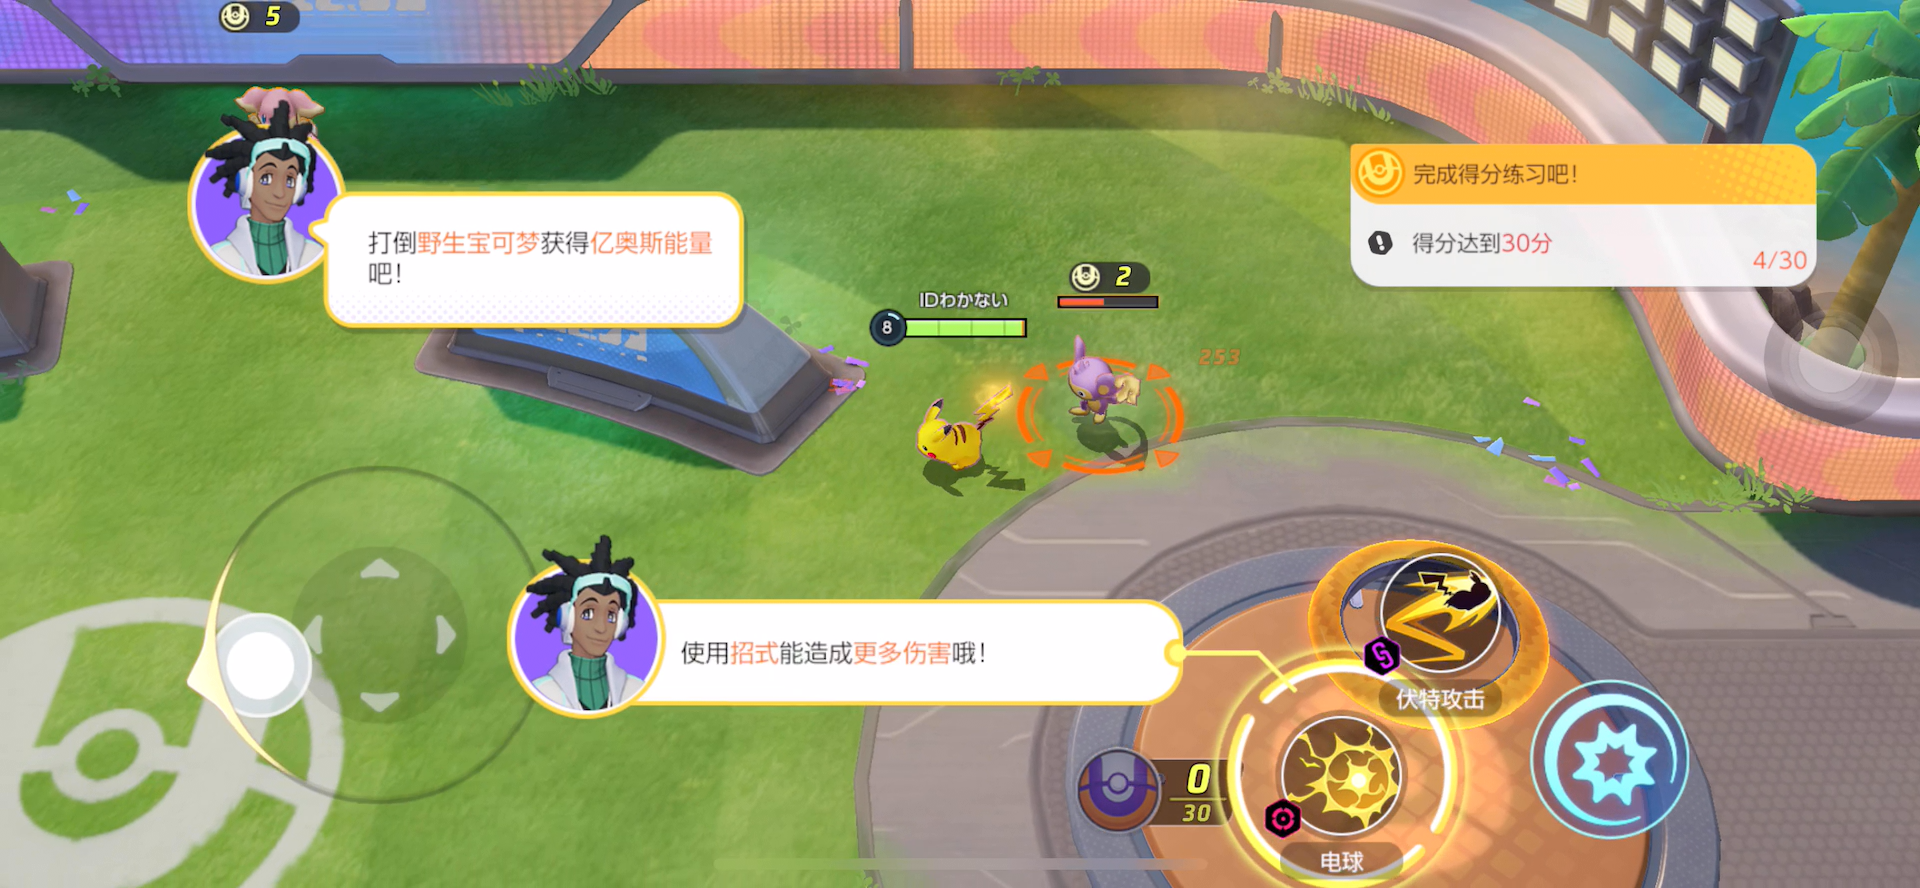 5
完成得分练习吧！
得分达到30分
4/30
打倒野生宝可梦获得亿奥斯能量
吧！
2
IDわかない
8
253
使用招式能造成更多伤害哦！
伏特攻击
0
30
电球